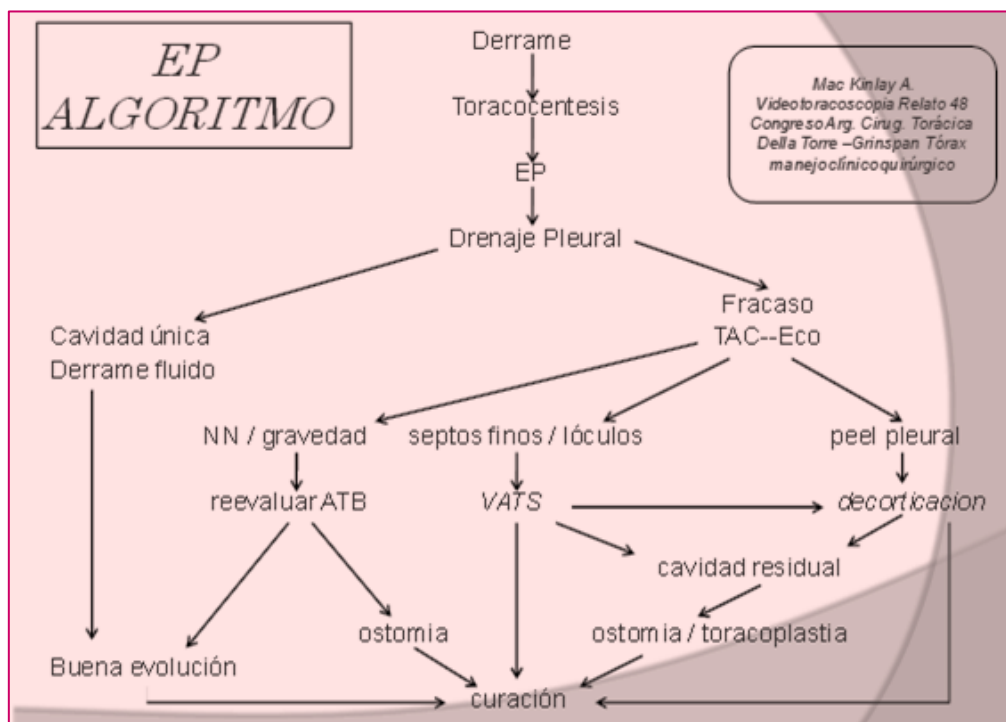 EP
ALGORITMO
Derrame
Mac Kinlay A.
Videotoracoscopia Relato 48
CongresoArg. Cirug. Torácica
Della Torre –Grinspan Tórax
manejoclínicoquirúrgico
Toracocentesis
EP
Drenaje Pleural
Cavidad única
Derrame fluido
Fracaso
TAC--Eco
NN / gravedad
septos finos / lóculos
peel pleural
reevaluar ATB
VATS
decorticacion
cavidad residual
ostomia
ostomia / toracoplastia
Buena evolución
curación